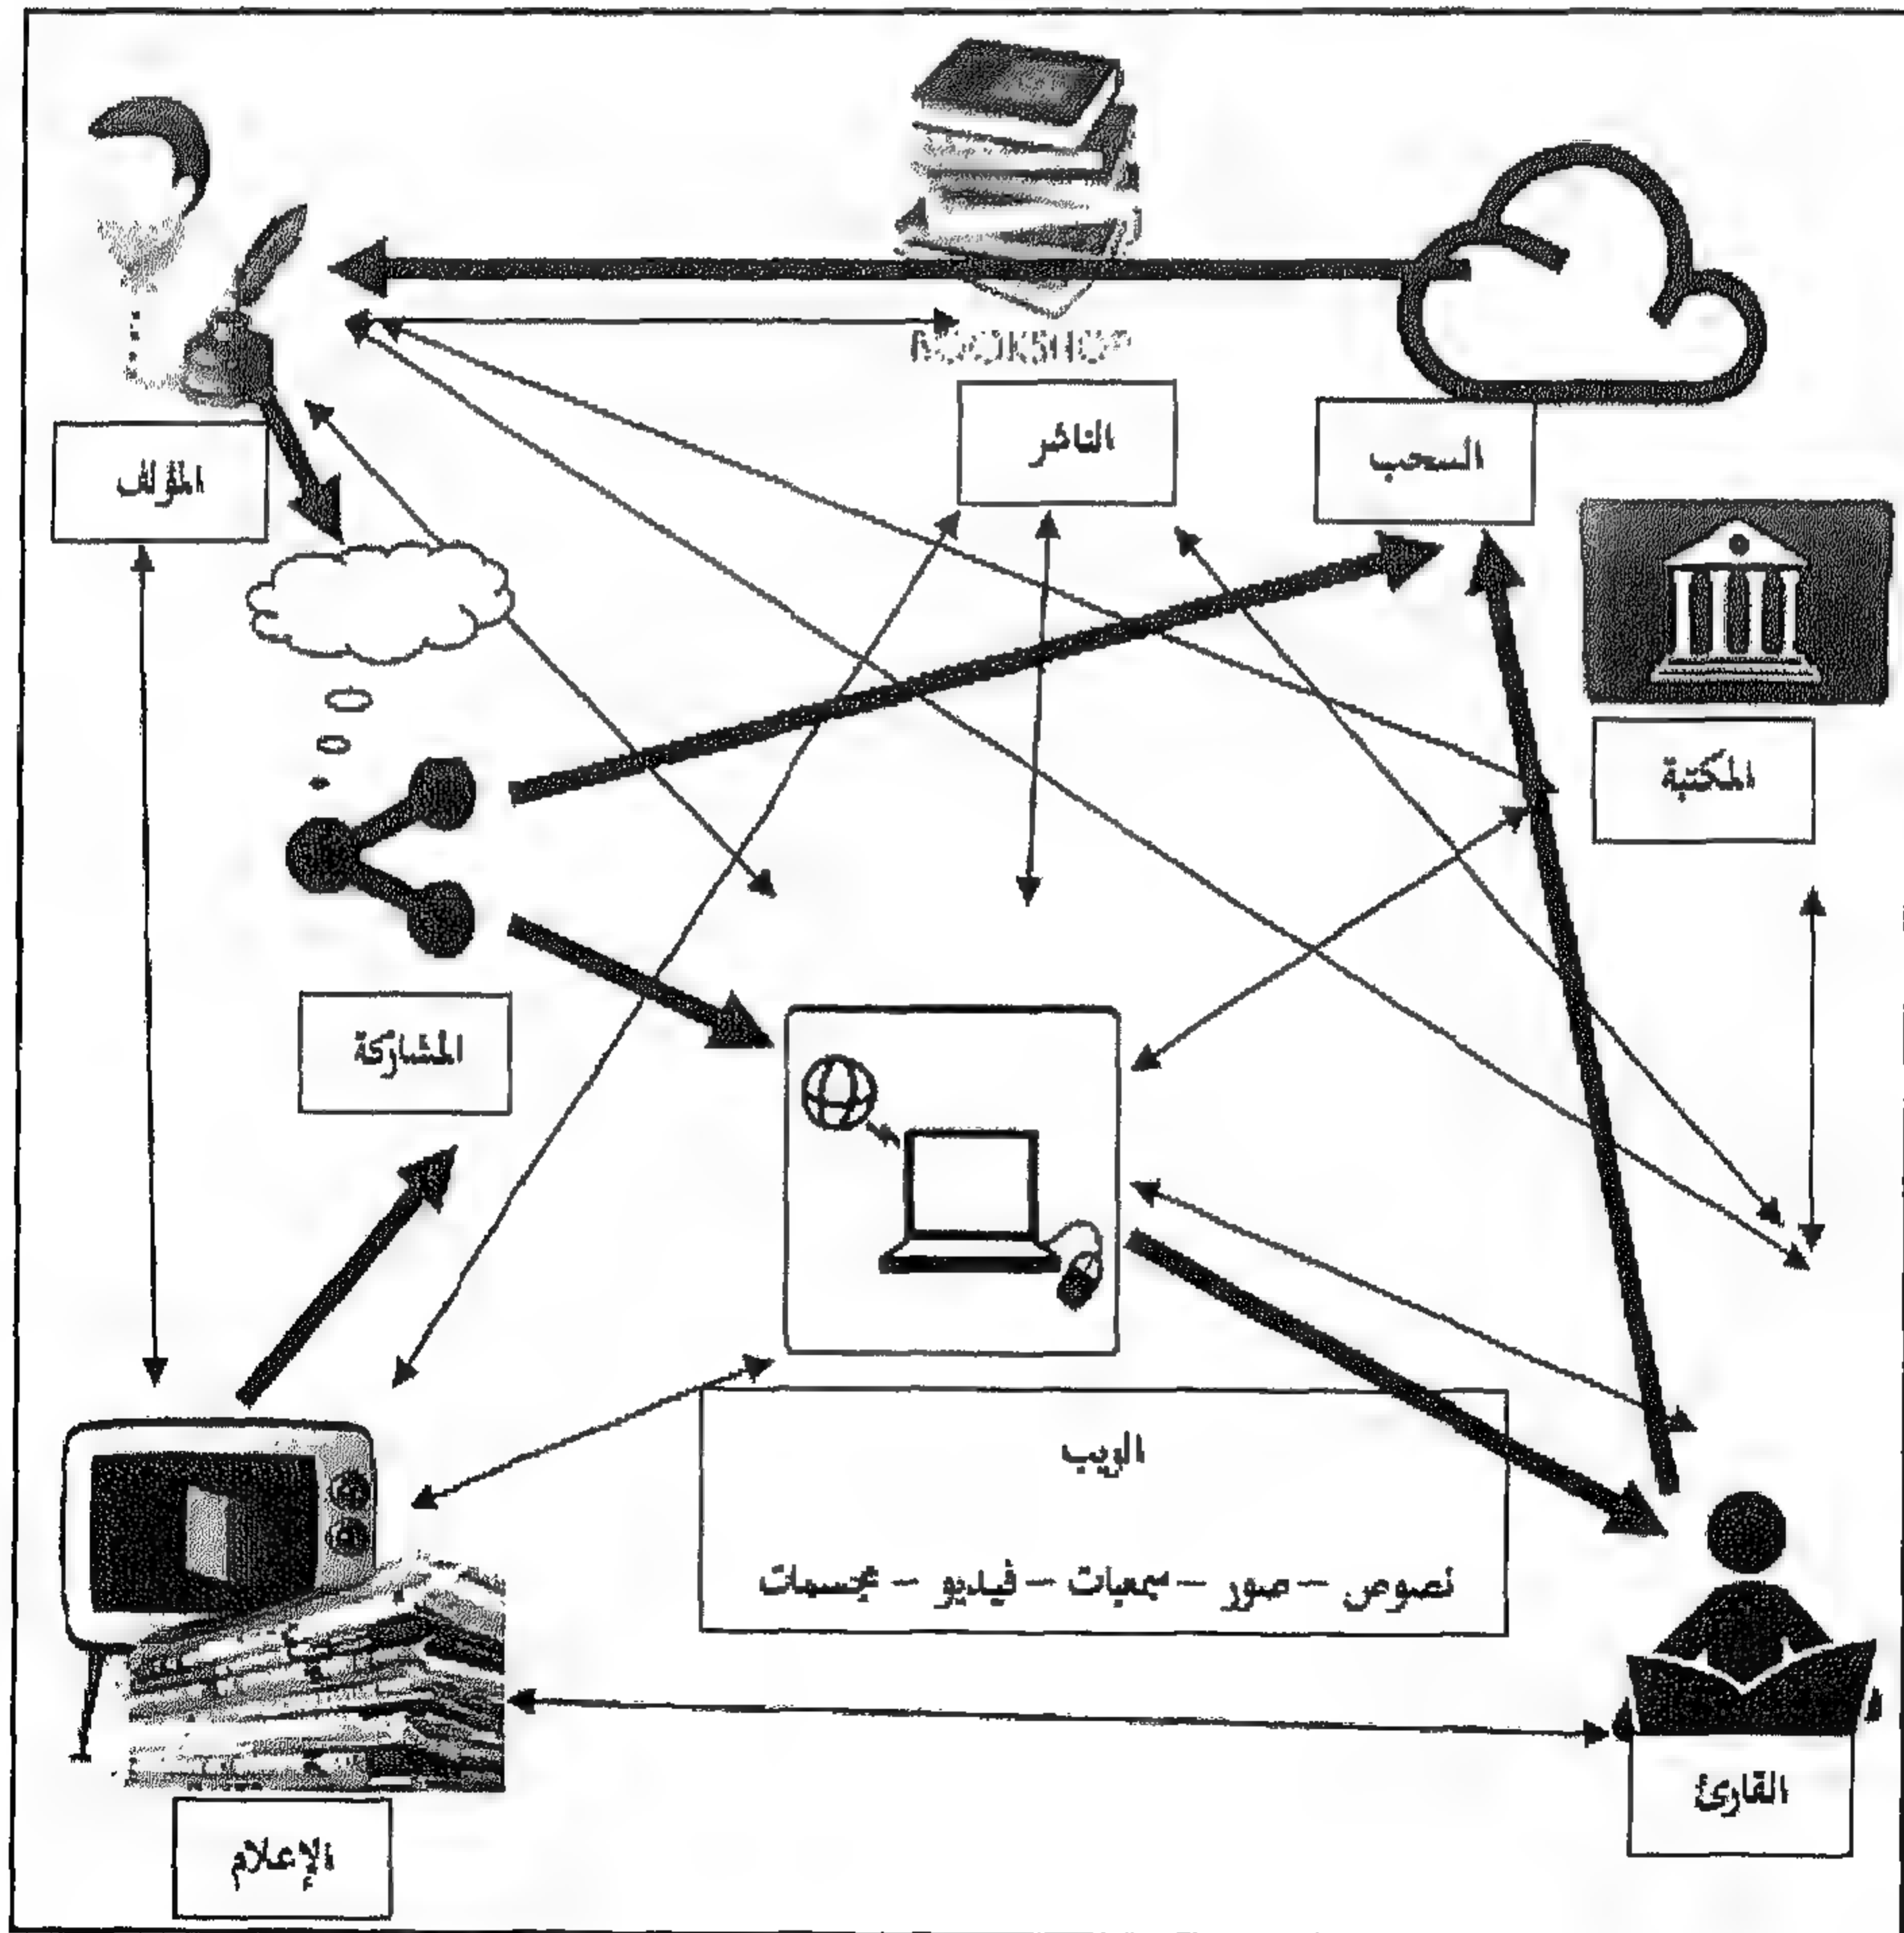 BOOKSHOP
الناشر
السحب
المؤلف
المكتبة
المشاركة
الويب
نصوص – صور – سمعيات – فيديو – مجسمات
القارئ
الإعلام